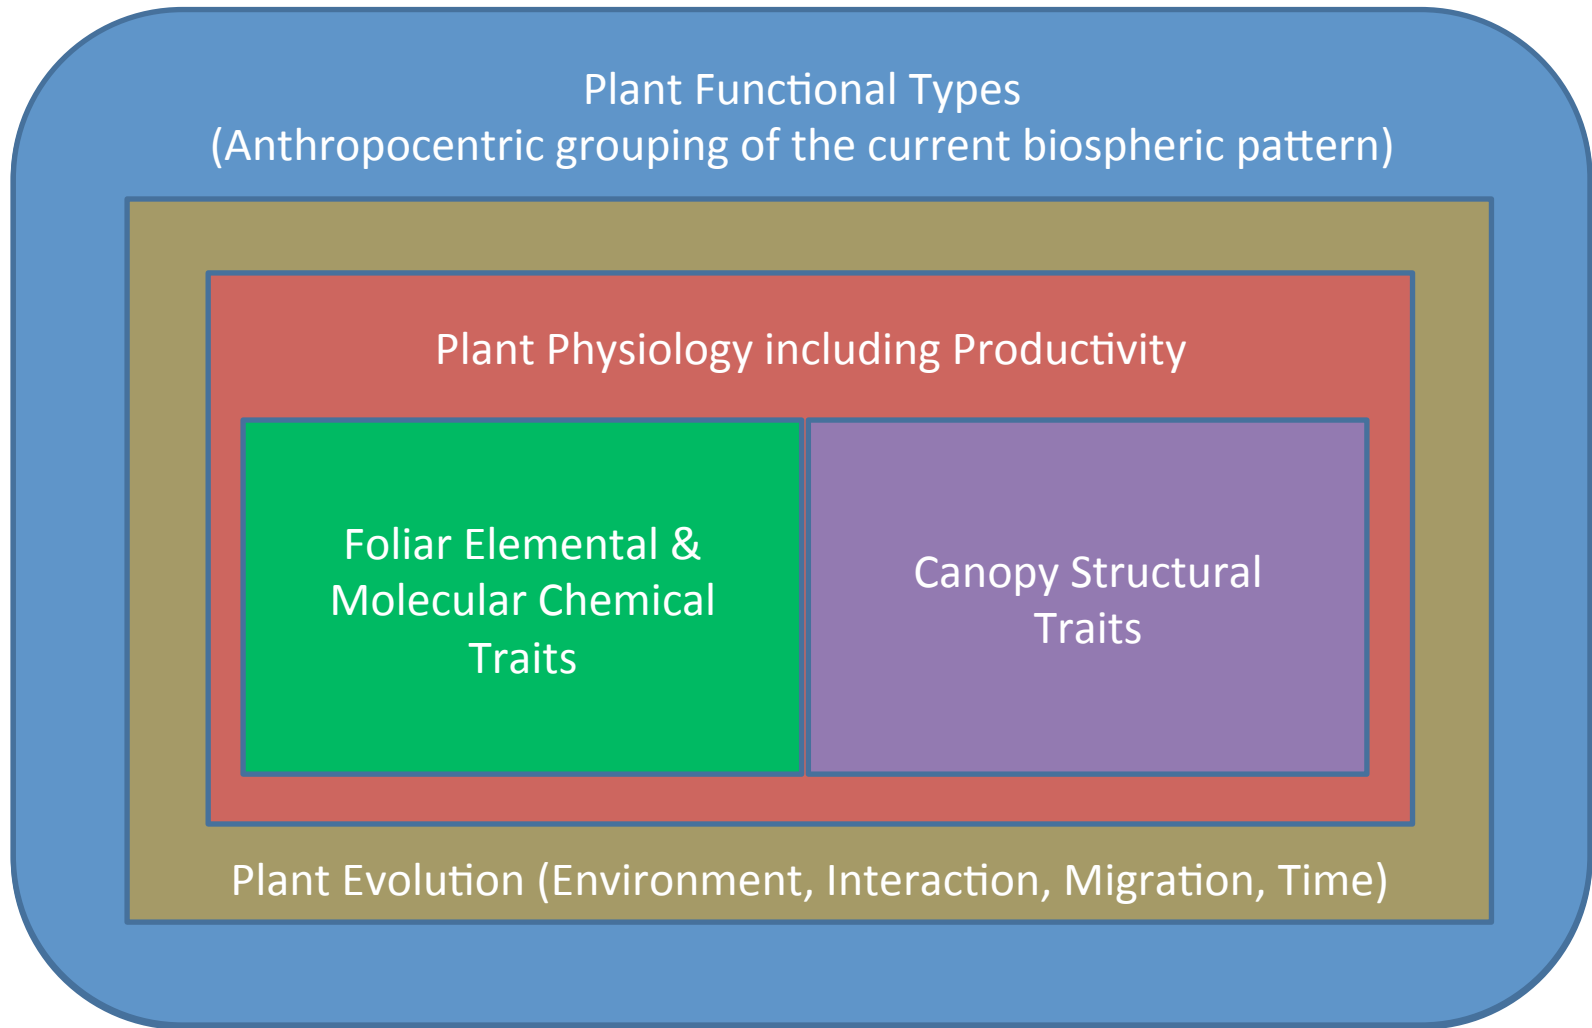 Plant Functional Types
(Anthropocentric grouping of the current biospheric pattern)
Plant Physiology including Productivity
Foliar Elemental &
Molecular Chemical
Traits
Canopy Structural
Traits
Plant Evolution (Environment, Interaction, Migration, Time)